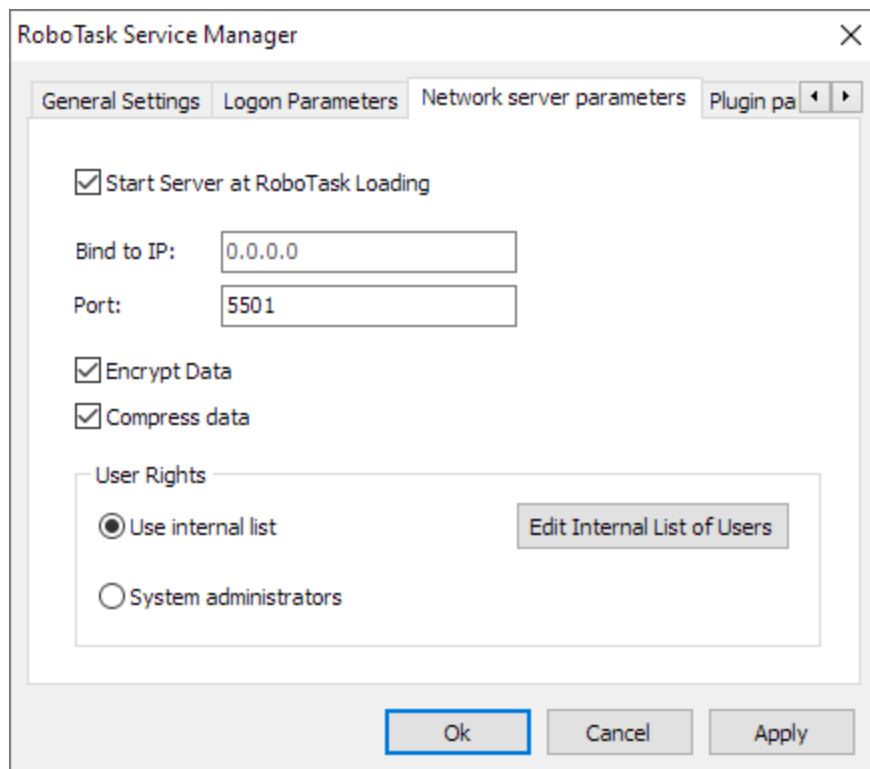 RoboTask Service Manager
General Settings Logon Parameters Network server parameters Plugin pa
Start Server at RoboTask Loading
Bind to IP: 0.0.0.0
Port: 5501
Encrypt Data
Compress data
User Rights
Use internal list Edit Internal List of Users
System administrators
Ok Cancel Apply